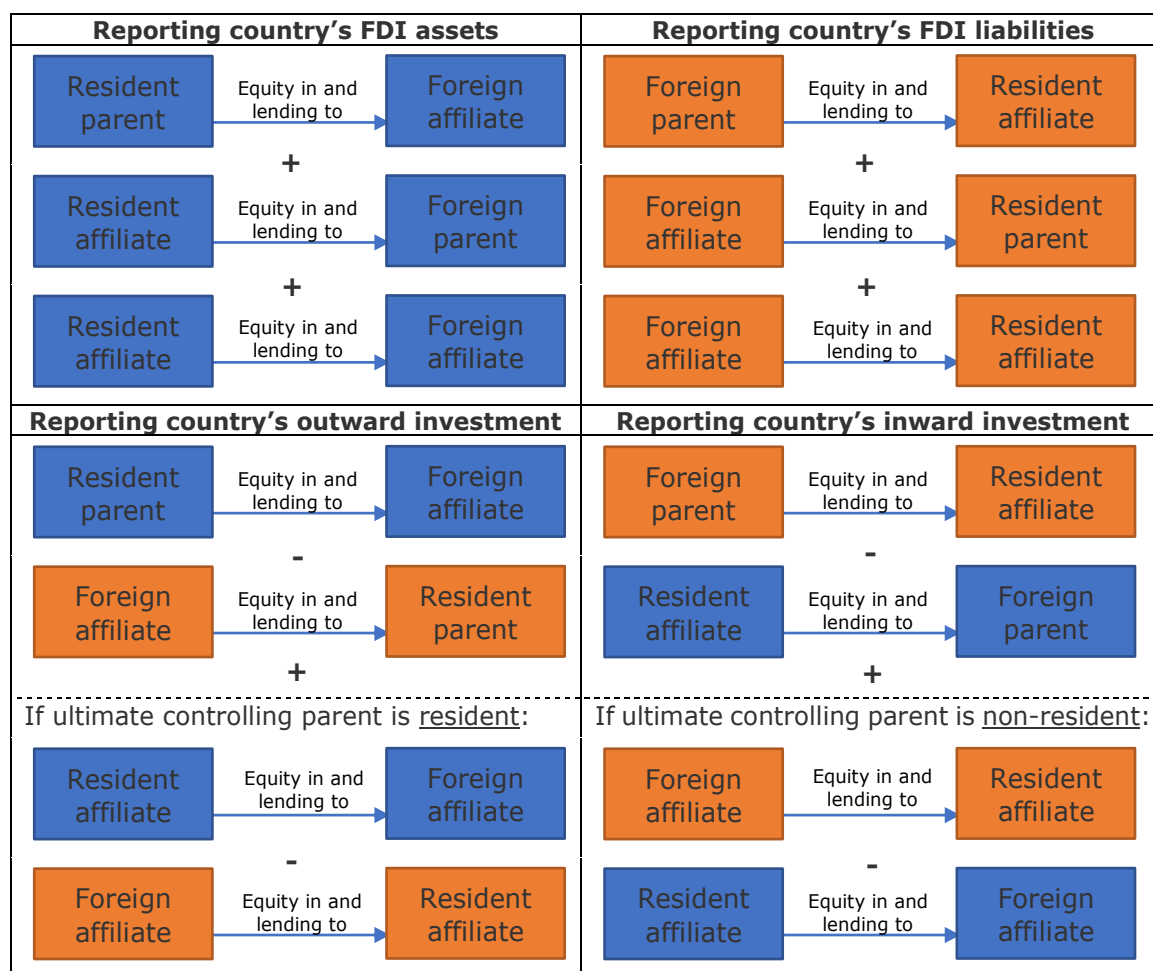 Reporting country's FDI assets
Resident
parent
Equity in and
lending to
Foreign
affiliate
+
Resident
affiliate
Equity in and
lending to
Foreign
parent
+
Resident
affiliate
Equity in and
lending to
Foreign
affiliate
Reporting country's FDI liabilities
Foreign
parent
Equity in and
lending to
Resident
affiliate
+
Foreign
affiliate
Equity in and
lending to
Resident
parent
+
Foreign
affiliate
Equity in and
lending to
Resident
affiliate
Reporting country's outward investment
Resident
parent
Equity in and
lending to
Foreign
affiliate
-
Foreign
affiliate
Equity in and
lending to
Resident
parent
+
If ultimate controlling parent is resident:
Resident
affiliate
Equity in and
lending to
Foreign
affiliate
-
Foreign
affiliate
Equity in and
lending to
Resident
affiliate
Reporting country's inward investment
Foreign
parent
Equity in and
lending to
Resident
affiliate
-
Resident
affiliate
Equity in and
lending to
Foreign
parent
+
If ultimate controlling parent is non-resident:
Foreign
affiliate
Equity in and
lending to
Resident
affiliate
-
Resident
affiliate
Equity in and
lending to
Foreign
affiliate